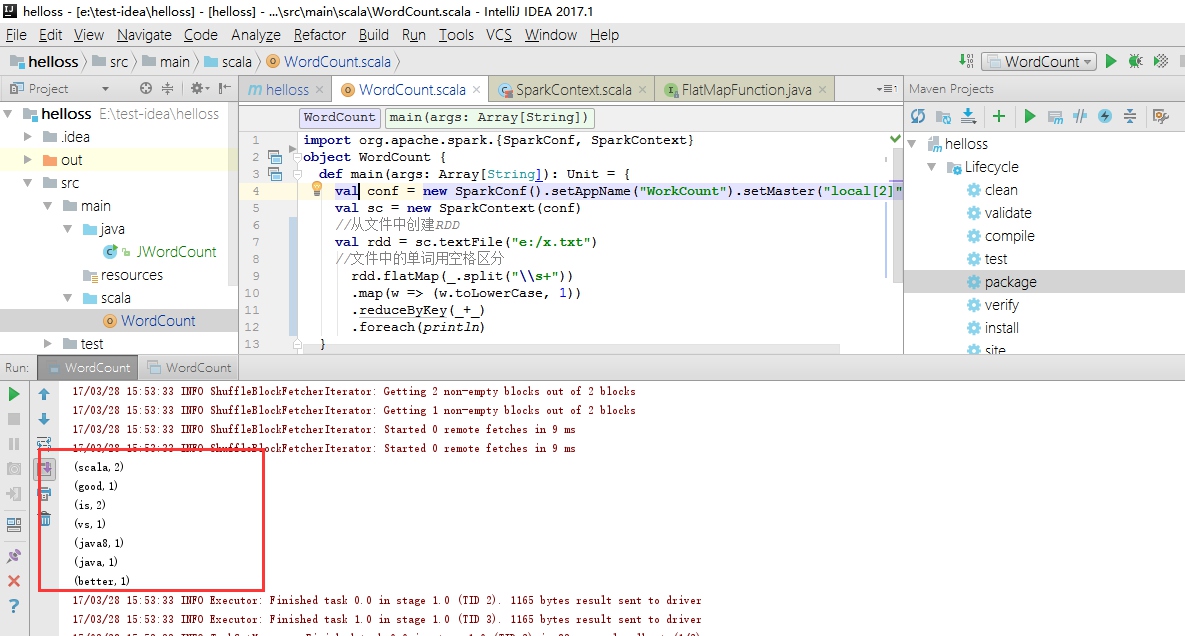 helloss - [e:\test-idea\helloss] - [helloss] - ...\src\main\scala\WordCount.scala - IntelliJ IDEA 2017.1
File Edit View Navigate Code Analyze Refactor Build Run Tools VCS Window Help
helloss src main scala WordCount.scala WordCount
Project helloss WordCount.scala SparkContext.scala FlatMapFunction.java Maven Projects
helloss E:\test-idea\helloss
.idea
out
src
main
java
JWordCount
resources
scala
WordCount
test
WordCount main(args: Array[String])
1 import org.apache.spark.{SparkConf, SparkContext}
2 object WordCount {
3 def main(args: Array[String]): Unit = {
4 val conf = new SparkConf().setAppName("WorkCount").setMaster("local[2]"
5 val sc = new SparkContext(conf)
6 //从文件中创建RDD
7 val rdd = sc.textFile("e:/x.txt")
8 //文件中的单词用空格区分
9 rdd.flatMap(_.split("\\s+"))
10 .map(w => (w.toLowerCase, 1))
11 .reduceByKey(_+_)
12 .foreach(println)
13 }
helloss
Lifecycle
clean
validate
compile
test
package
verify
install
site
Run: WordCount WordCount
17/03/28 15:53:33 INFO ShuffleBlockFetcherIterator: Getting 2 non-empty blocks out of 2 blocks
17/03/28 15:53:33 INFO ShuffleBlockFetcherIterator: Getting 1 non-empty blocks out of 2 blocks
17/03/28 15:53:33 INFO ShuffleBlockFetcherIterator: Started 0 remote fetches in 9 ms
17/03/28 15:53:33 INFO ShuffleBlockFetcherIterator: Started 0 remote fetches in 9 ms
(scala,2)
(good,1)
(is,2)
(vs,1)
(java8,1)
(java,1)
(better,1)
17/03/28 15:53:33 INFO Executor: Finished task 0.0 in stage 1.0 (TID 2). 1165 bytes result sent to driver
17/03/28 15:53:33 INFO Executor: Finished task 1.0 in stage 1.0 (TID 3). 1165 bytes result sent to driver